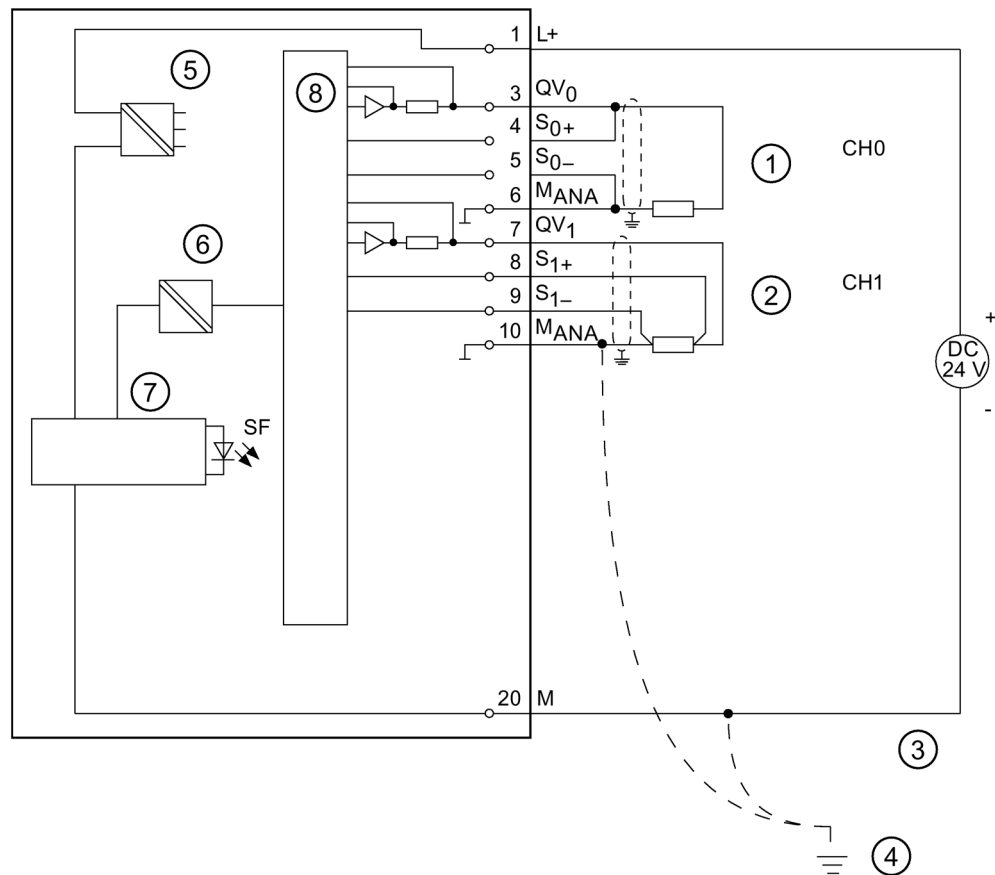 1 L+
5
8
3 QV0
4 S0+
CH0
1
5 S0–
6 MANA
7 QV1
6
8 S1+
CH1
2
9 S1–
10 MANA
+
DC
24 V
-
7
SF
20 M
3
4